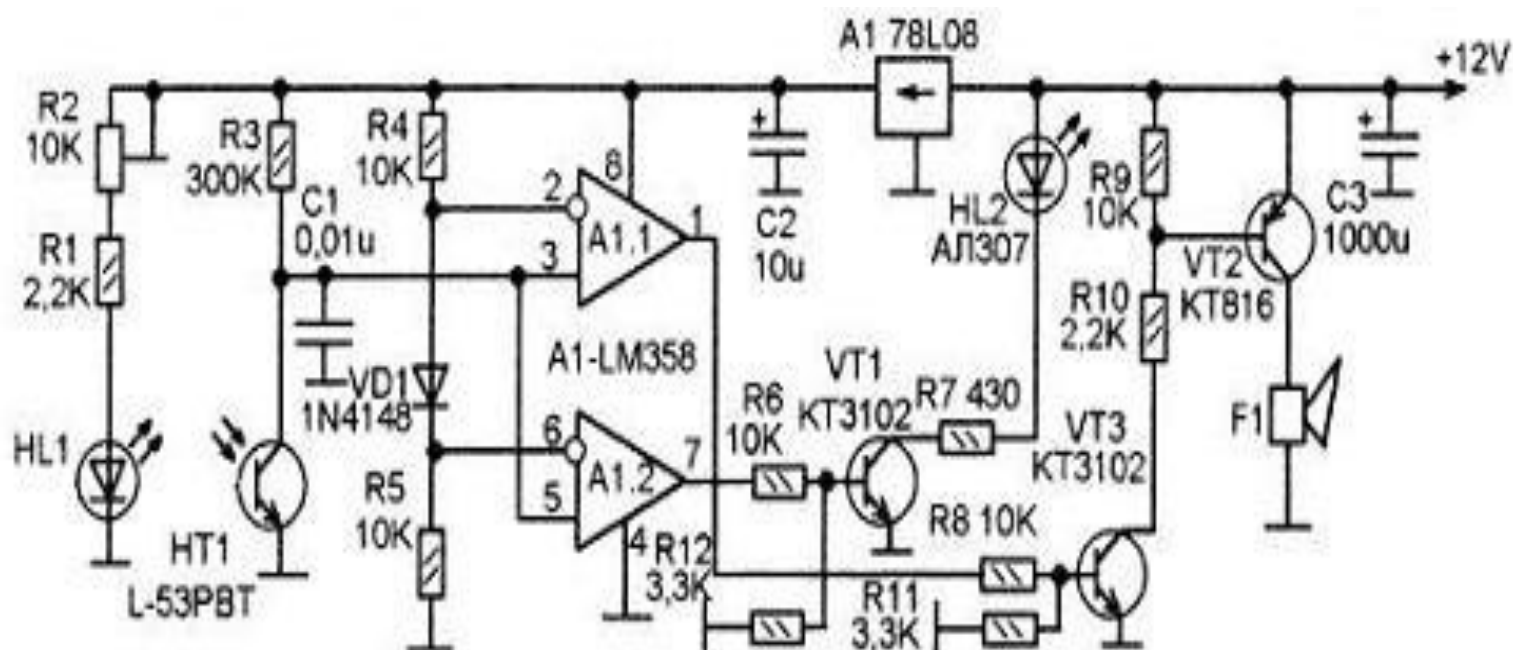 A1 78L08
+12V
R2
10K
R3
300K
R4
10K
C1
0,01u
R1
2,2K
2
8
A1.1
1
3
+
C2
10u
HL2
АЛ307
R9
10K
VT2
КТ816
+
C3
1000u
R10
2,2K
A1-LM358
VD1
1N4148
6
A1.2
7
5
4
R6
10K
VT1
КТ3102
R7 430
VT3
КТ3102
F1
HL1
HT1
L-53PBT
R5
10K
R12
3,3K
R8 10K
R11
3,3K